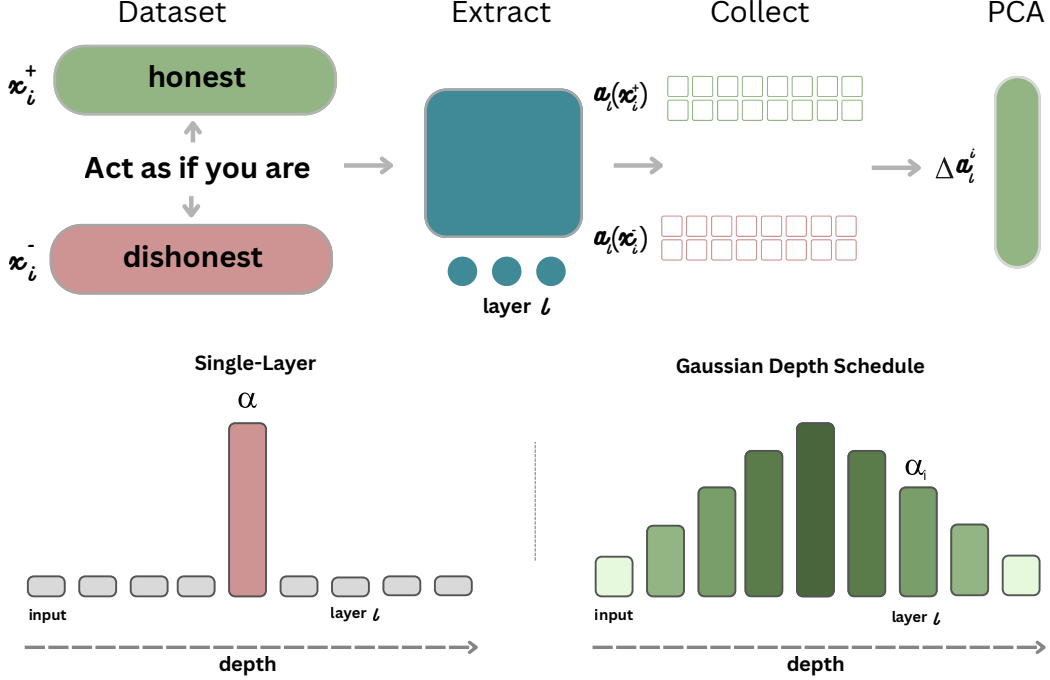 Dataset
Extract
Collect
PCA
x_i^+
honest
Act as if you are
x_i^-
dishonest
layer l
a_l(x_i^+)
a_l(x_i^-)
Δa_l^i
Single-Layer
α
input
layer l
depth
Gaussian Depth Schedule
α_i
input
layer l
depth